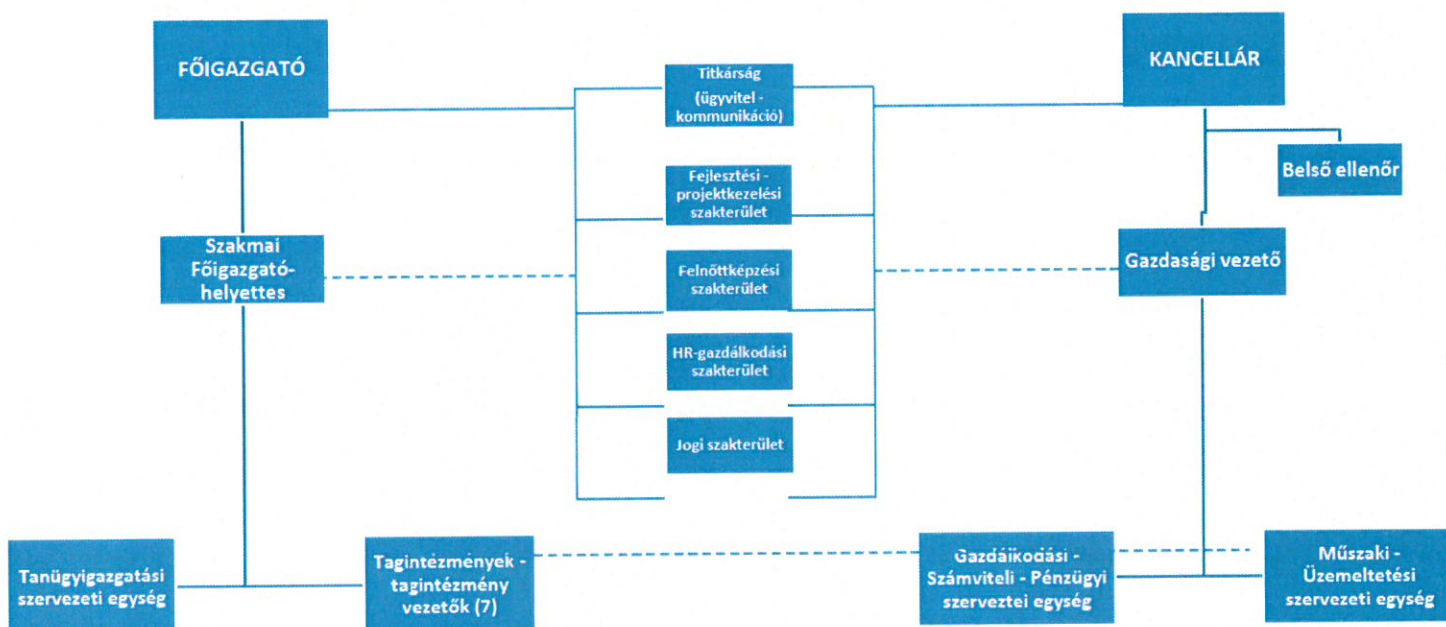 FŐIGAZGATÓ
KANCELLÁR
Titkárság
(ügyvitel -
kommunikáció)
Belső ellenőr
Fejlesztési -
projektkezelési
szakterület
Szakmai
Főigazgató-
helyettes
Felnőttképzési
szakterület
Gazdasági vezető
HR-gazdálkodási
szakterület
Jogi szakterület
Tanügyigazgatási
szervezeti egység
Tagintézmények -
tagintézmény
vezetők (7)
Gazdálkodási -
Számviteli - Pénzügyi
szerveztei egység
Műszaki -
Üzemeltetési
szervezeti egység